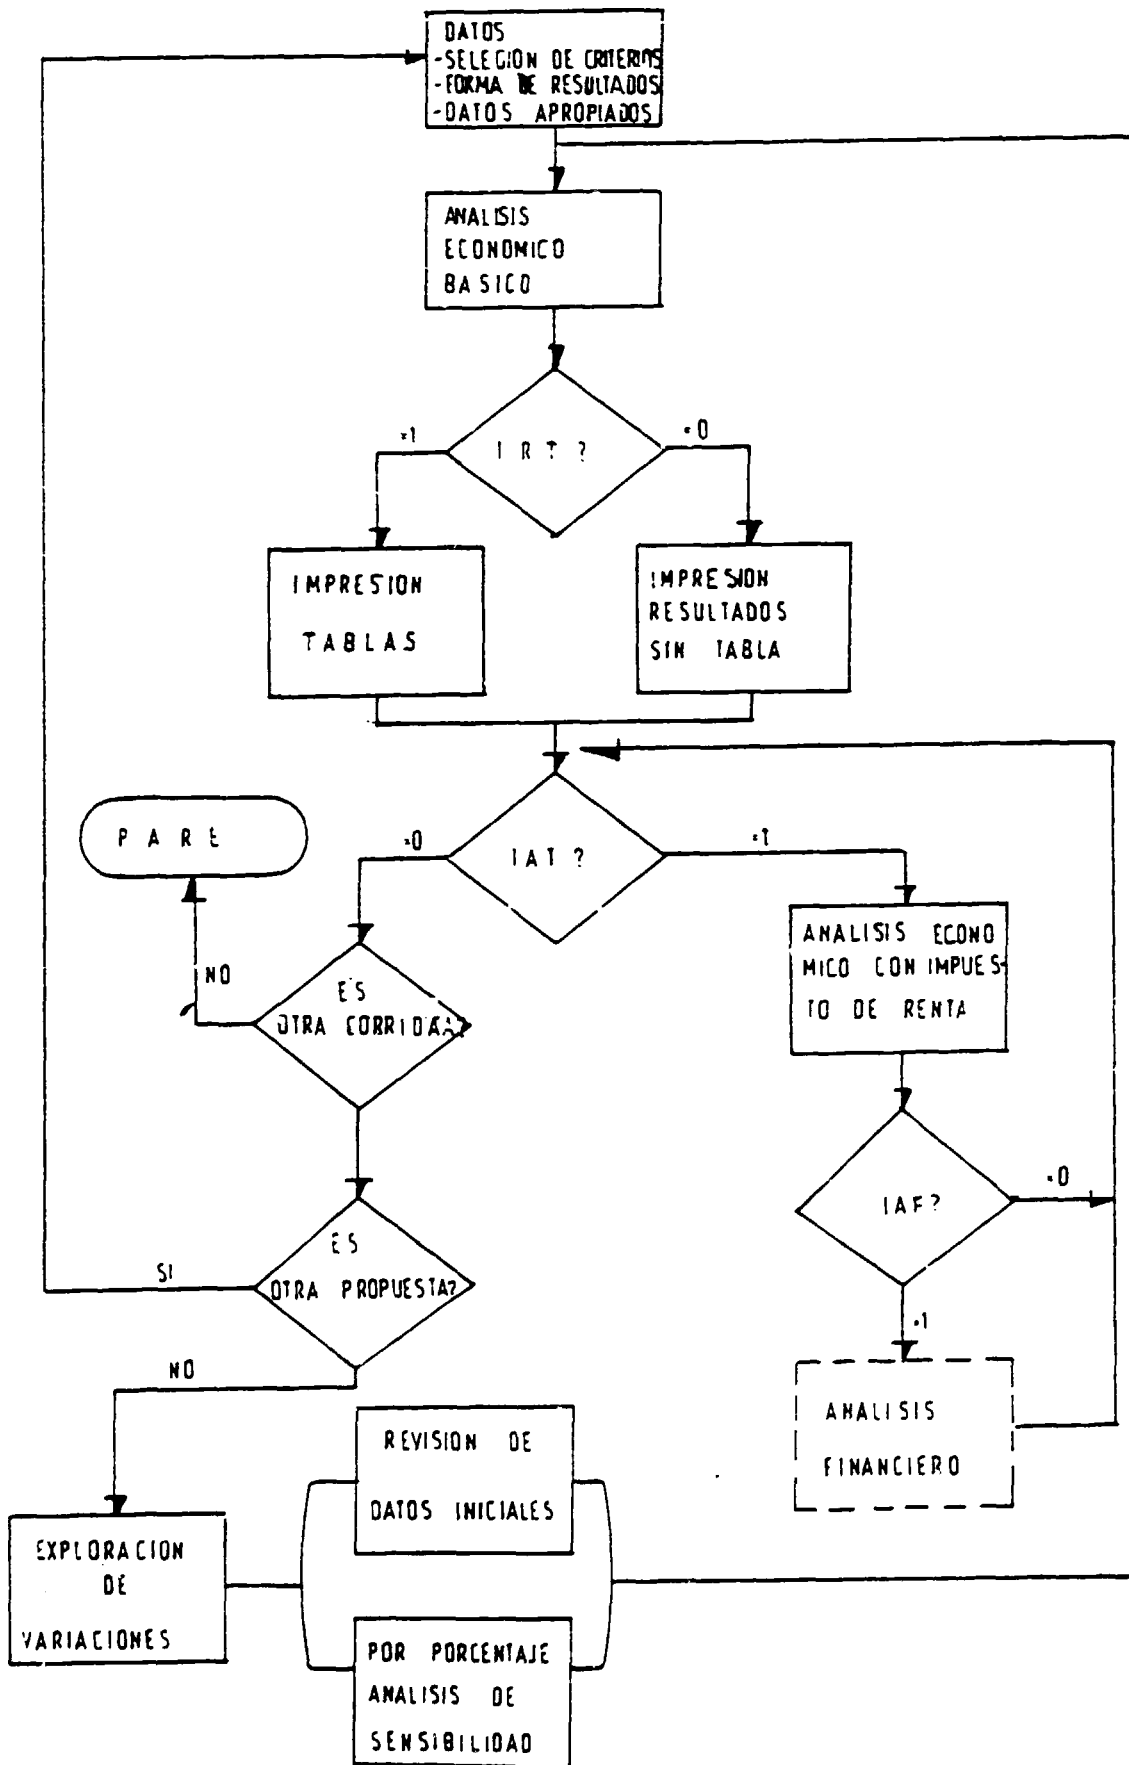 DATOS
-SELECION DE CRITERIOS
-FORMA DE RESULTADOS
-DATOS APROPIADOS
ANALISIS
ECONOMICO
BASICO
=1
IRT?
=0
IMPRESION
TABLAS
IMPRESION
RESULTADOS
SIN TABLA
PARE
=0
IAT?
=1
NO
ES
OTRA CORRIDA?
ANALISIS ECONO
MICO CON IMPUES-
TO DE RENTA
IAF?
=0
=1
SI
ES
OTRA PROPUESTA?
NO
ANALISIS
FINANCIERO
REVISION DE
DATOS INICIALES
EXPLORACION
DE
VARIACIONES
POR PORCENTAJE
ANALISIS DE
SENSIBILIDAD